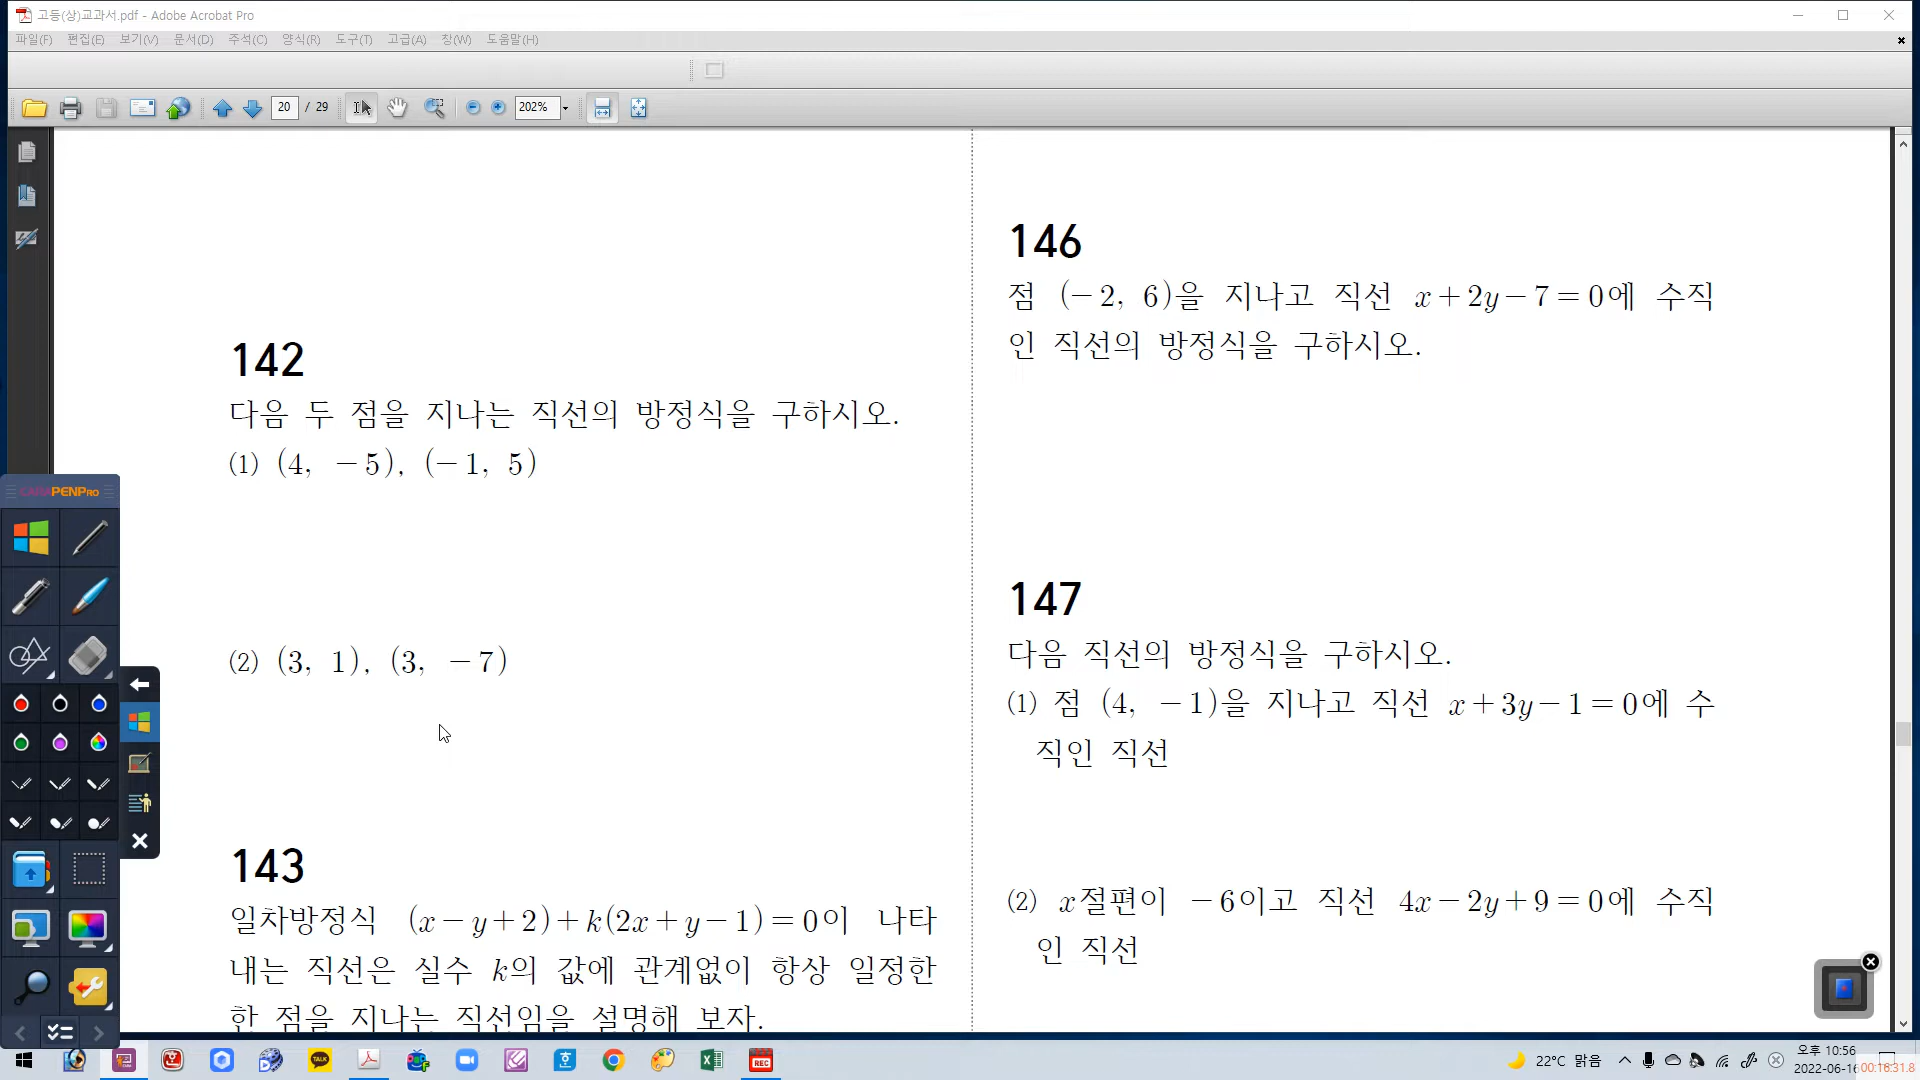 고등(상)교과서.pdf - Adobe Acrobat Pro
파일(F) 편집(E) 보기(V) 문서(D) 주석(C) 양식(R) 도구(T) 고급(A) 창(W) 도움말(H)
20 / 29 202%
142
다음 두 점을 지나는 직선의 방정식을 구하시오.
(1) (4, -5), (-1, 5)
(2) (3, 1), (3, -7)
143
일차방정식 (x-y+2)+k(2x+y-1)=0이 나타
내는 직선은 실수 k의 값에 관계없이 항상 일정한
한 점을 지나는 직선임을 설명해 보자.
146
점 (-2, 6)을 지나고 직선 x+2y-7=0에 수직
인 직선의 방정식을 구하시오.
147
다음 직선의 방정식을 구하시오.
(1) 점 (4, -1)을 지나고 직선 x+3y-1=0에 수
직인 직선
(2) x절편이 -6이고 직선 4x-2y+9=0에 수직
인 직선
PENPRO
TALK
REC
22°C 맑음
오후 10:56
2022-06-16
00:16:31.8